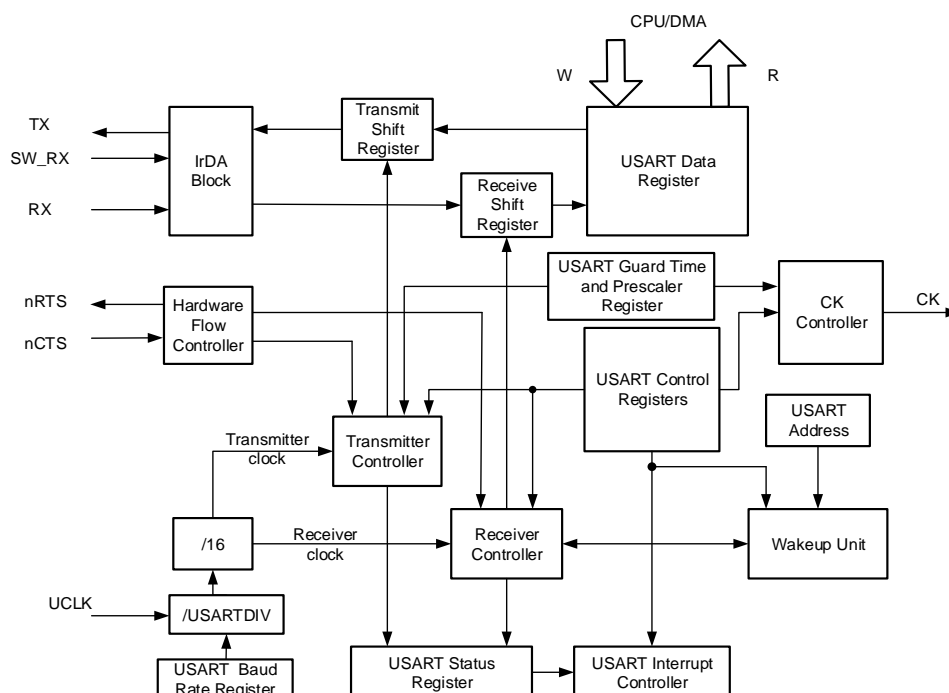 CPU/DMA
W
R
TX
SW_RX
RX
IrDA
Block
Transmit
Shift
Register
Receive
Shift
Register
USART Data
Register
nRTS
nCTS
Hardware
Flow
Controller
USART Guard Time
and Prescaler
Register
CK
Controller
CK
USART Control
Registers
USART
Address
Transmitter
clock
Transmitter
Controller
/16
Receiver
clock
Receiver
Controller
Wakeup Unit
UCLK
/USARTDIV
USART Baud
Rate Register
USART Status
Register
USART Interrupt
Controller